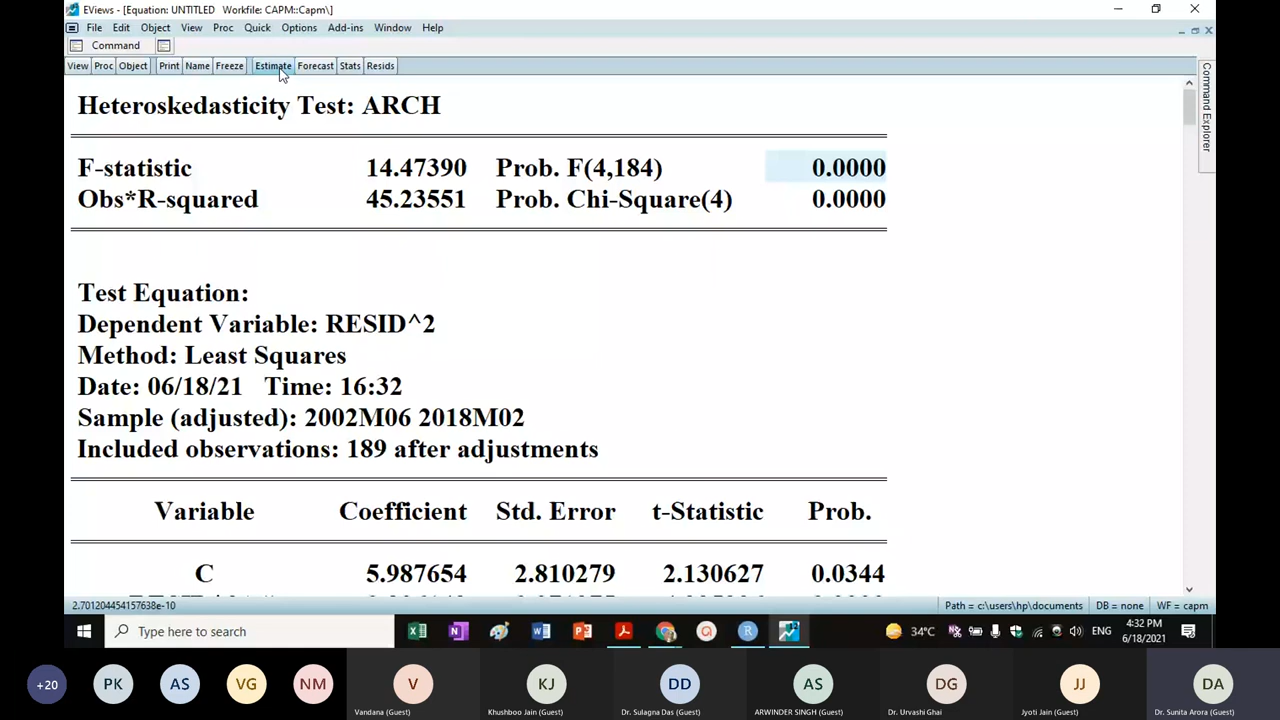 EViews - [Equation: UNTITLED   Workfile: CAPM::Capm\]
File Edit Object View Proc Quick Options Add-ins Window Help
Command
View Proc Object Print Name Freeze Estimate Forecast Stats Resids
Command Explorer
Heteroskedasticity Test: ARCH
F-statistic 14.47390 Prob. F(4,184) 0.0000
Obs*R-squared 45.23551 Prob. Chi-Square(4) 0.0000
Test Equation:
Dependent Variable: RESID^2
Method: Least Squares
Date: 06/18/21   Time: 16:32
Sample (adjusted): 2002M06 2018M02
Included observations: 189 after adjustments
Variable Coefficient Std. Error t-Statistic Prob.
C 5.987654 2.810279 2.130627 0.0344
2.701204454157638e-10 Path = c:\users\hp\documents DB = none WF = capm
Type here to search
34°C ENG 4:32 PM
6/18/2021
+20 PK AS VG NM V KJ DD AS DG JJ DA
Vandana (Guest) Khushboo Jain (Guest) Dr. Sulagna Das (Guest) ARWINDER SINGH (Guest) Dr. Urvashi Ghai Jyoti Jain (Guest) Dr. Sunita Arora (Guest)